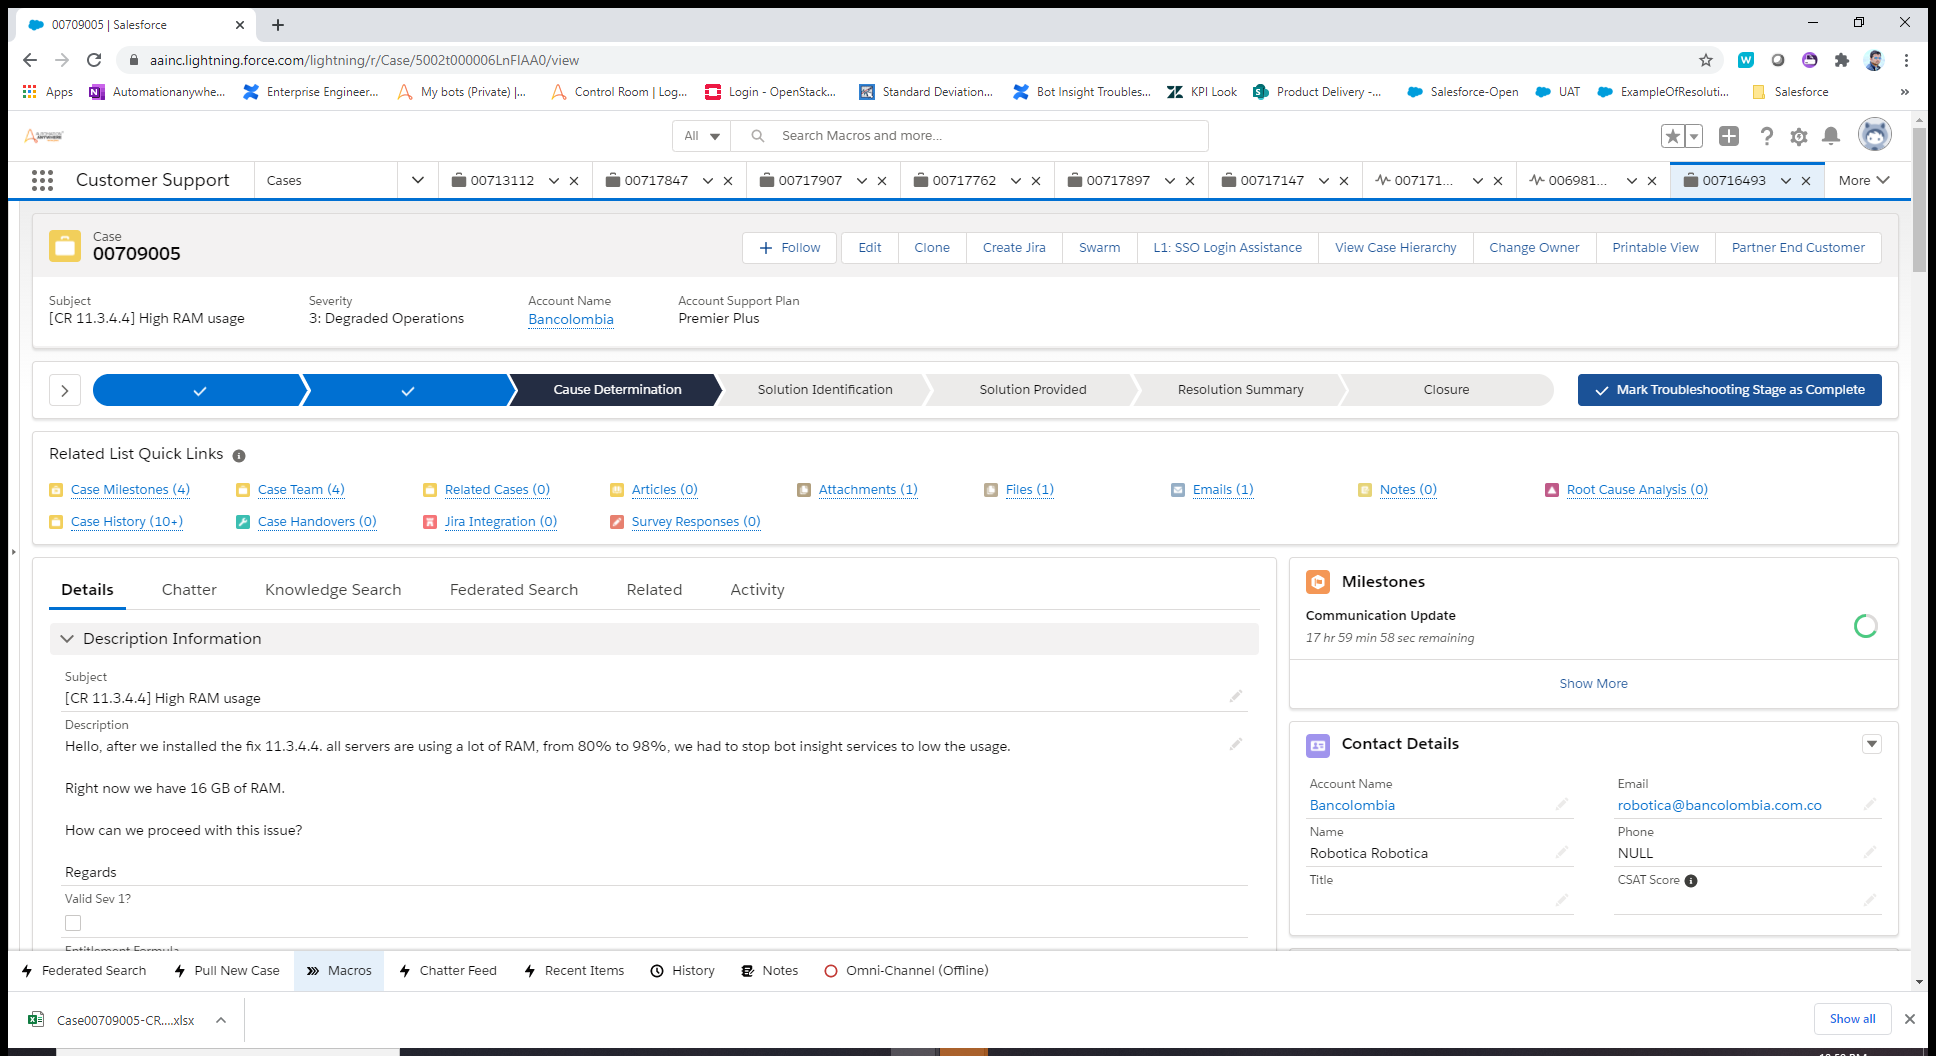 00709005 | Salesforce
aainc.lightning.force.com/lightning/r/Case/5002t000006LnFIAA0/view
Apps Automationanywhe... Enterprise Engineer... My bots (Private) |... Control Room | Log... Login - OpenStack... Standard Deviation... Bot Insight Troubles... KPI Look Product Delivery -... Salesforce-Open UAT ExampleOfResoluti... Salesforce »
All Search Macros and more...
Customer Support Cases 00713112 00717847 00717907 00717762 00717897 00717147 007171... 006981... 00716493 More
Case
00709005
Follow Edit Clone Create Jira Swarm L1: SSO Login Assistance View Case Hierarchy Change Owner Printable View Partner End Customer
Subject Severity Account Name Account Support Plan
[CR 11.3.4.4] High RAM usage 3: Degraded Operations Bancolombia Premier Plus
Cause Determination Solution Identification Solution Provided Resolution Summary Closure Mark Troubleshooting Stage as Complete
Related List Quick Links
Case Milestones (4) Case Team (4) Related Cases (0) Articles (0) Attachments (1) Files (1) Emails (1) Notes (0) Root Cause Analysis (0)
Case History (10+) Case Handovers (0) Jira Integration (0) Survey Responses (0)
Details Chatter Knowledge Search Federated Search Related Activity
Description Information
Subject
[CR 11.3.4.4] High RAM usage
Description
Hello, after we installed the fix 11.3.4.4. all servers are using a lot of RAM, from 80% to 98%, we had to stop bot insight services to low the usage.
Right now we have 16 GB of RAM.
How can we proceed with this issue?
Regards
Valid Sev 1?
Entitlement Formula
Milestones
Communication Update
17 hr 59 min 58 sec remaining
Show More
Contact Details
Account Name Email
Bancolombia robotica@bancolombia.com.co
Name Phone
Robotica Robotica NULL
Title CSAT Score
Federated Search Pull New Case Macros Chatter Feed Recent Items History Notes Omni-Channel (Offline)
Case00709005-CR....xlsx Show all